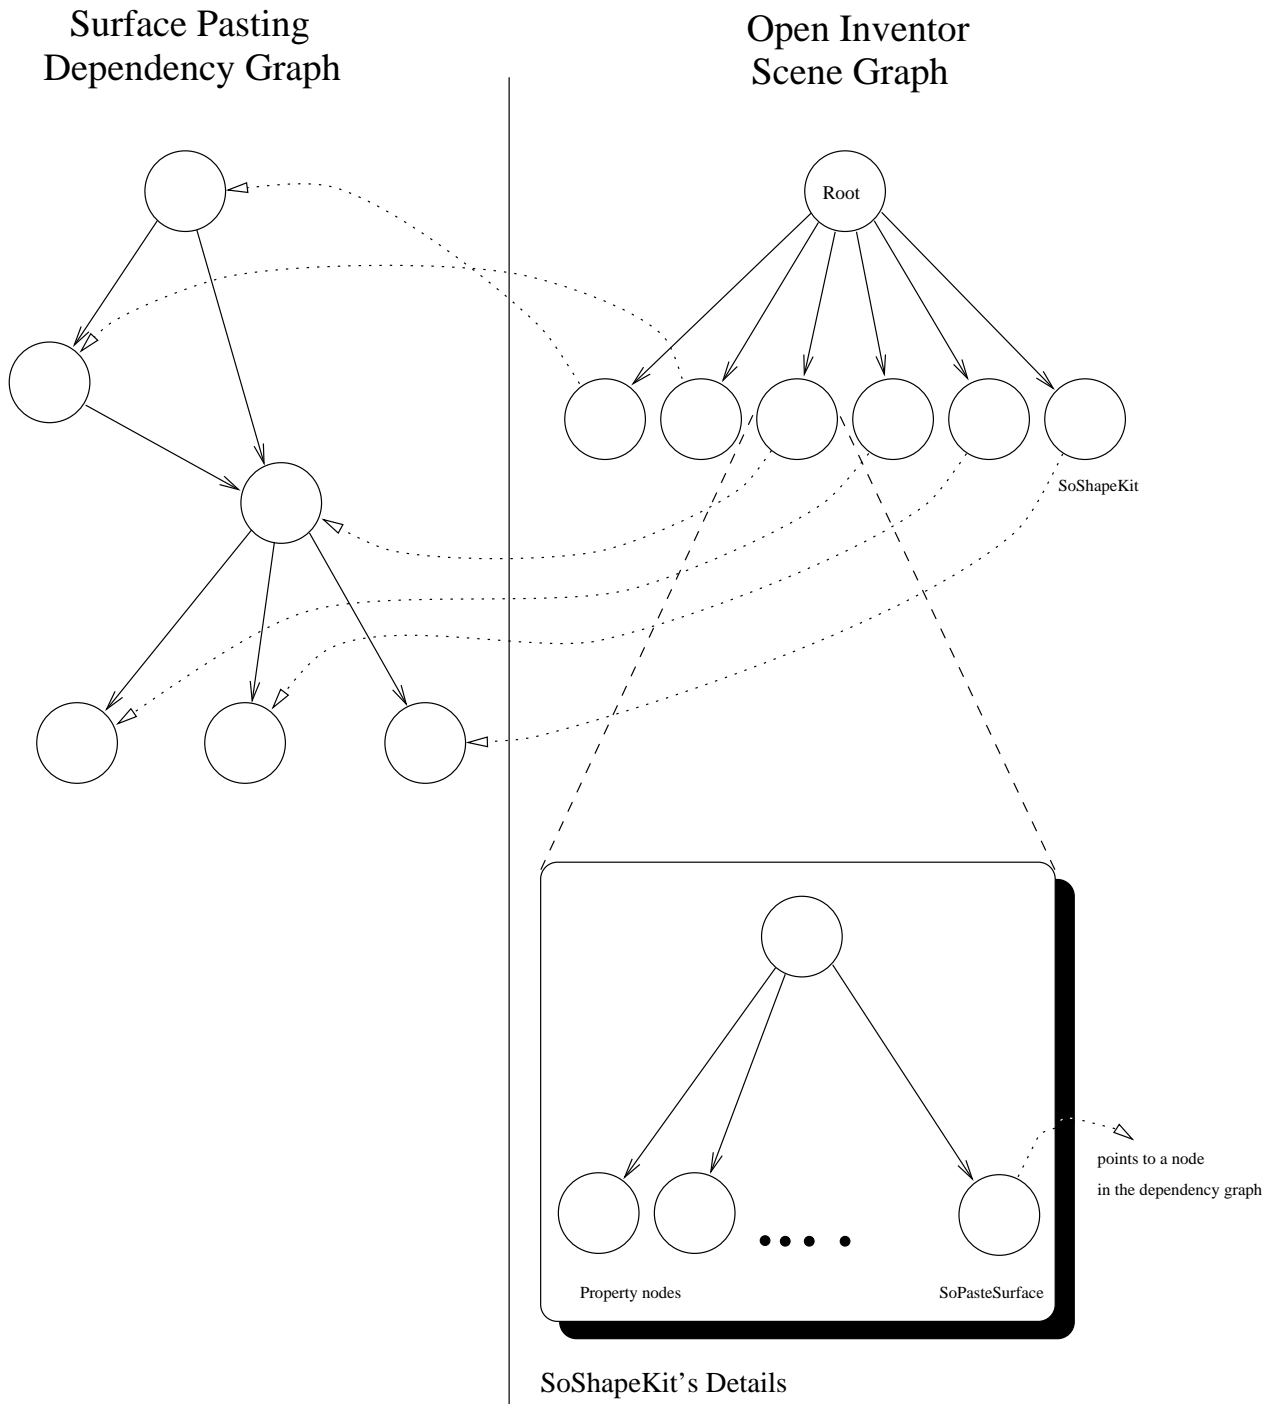 Surface Pasting
Dependency Graph
Open Inventor
Scene Graph
Root
SoShapeKit
points to a node
in the dependency graph
Property nodes
SoPasteSurface
SoShapeKit's Details